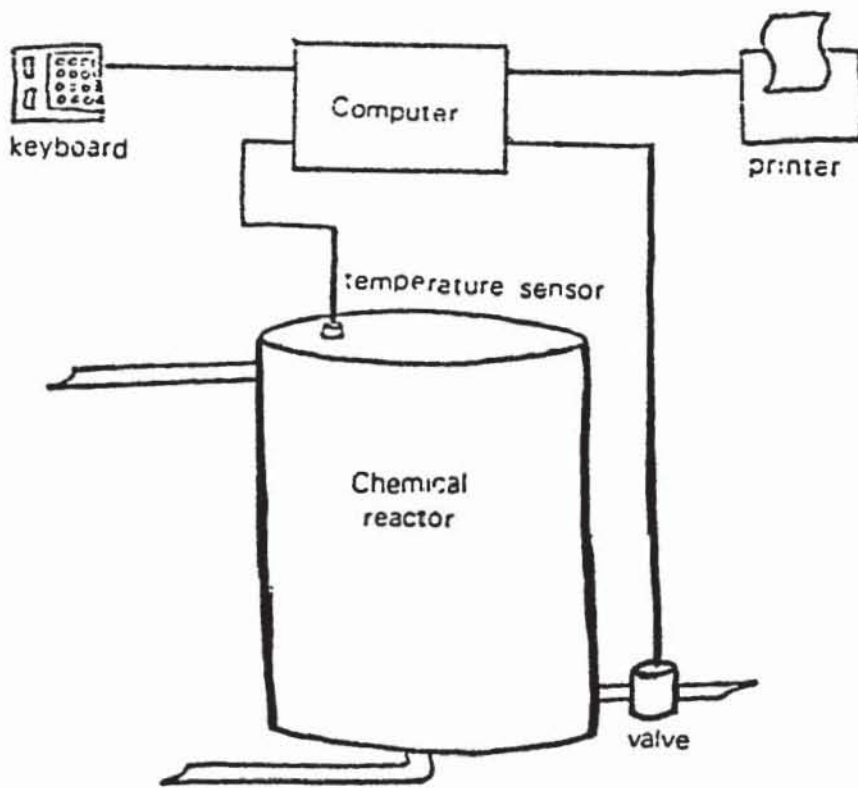 Computer
keyboard
printer
temperature sensor
Chemical
reactor
valve